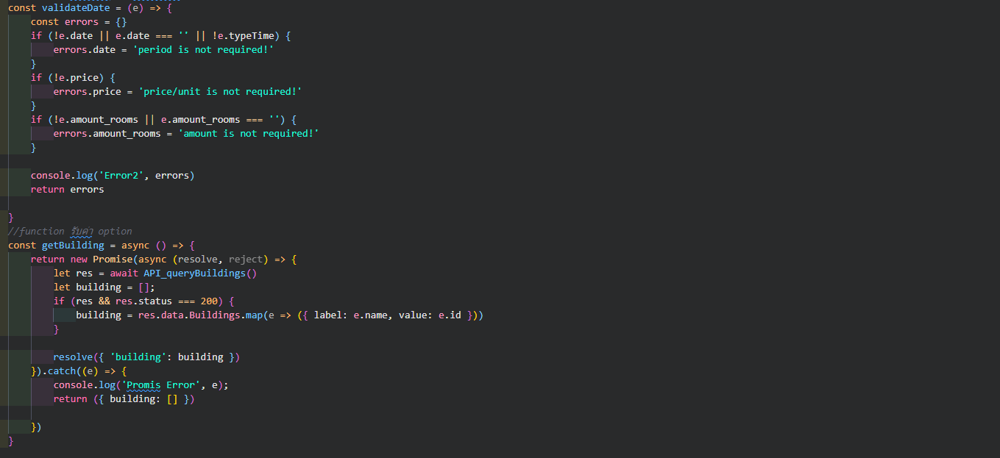 const validateDate = (e) => {
    const errors = {}
    if (!e.date || e.date === '' || !e.typeTime) {
        errors.date = 'period is not required!'
    }
    if (!e.price) {
        errors.price = 'price/unit is not required!'
    }
    if (!e.amount_rooms || e.amount_rooms === '') {
        errors.amount_rooms = 'amount is not required!'
    }

    console.log('Error2', errors)
    return errors

}
//function รับค่า option
const getBuilding = async () => {
    return new Promise(async (resolve, reject) => {
        let res = await API_queryBuildings()
        let building = [];
        if (res && res.status === 200) {
            building = res.data.Buildings.map(e => ({ label: e.name, value: e.id }))
        }

        resolve({ 'building': building })
    }).catch((e) => {
        console.log('Promis Error', e);
        return ({ building: [] })

    })
}